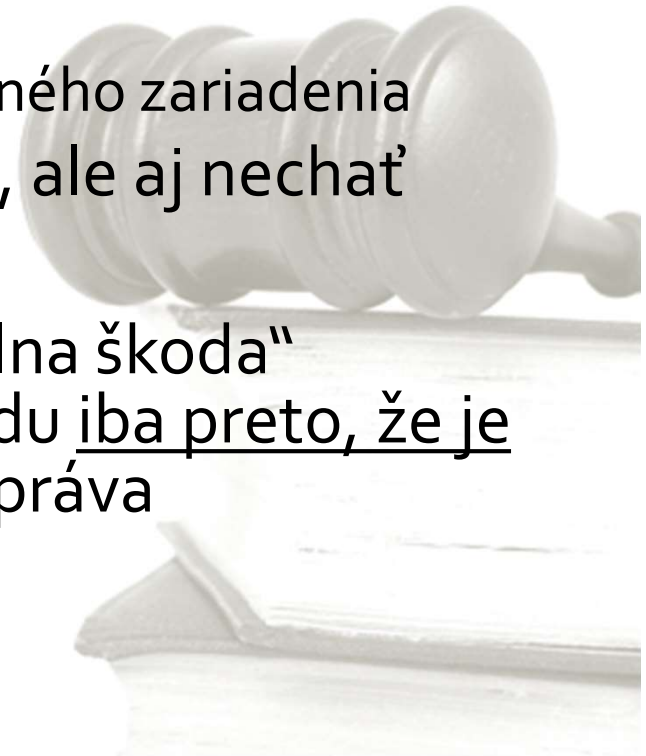 ného zariadenia
, ale aj nechať
lna škoda“
du iba preto, že je
práva